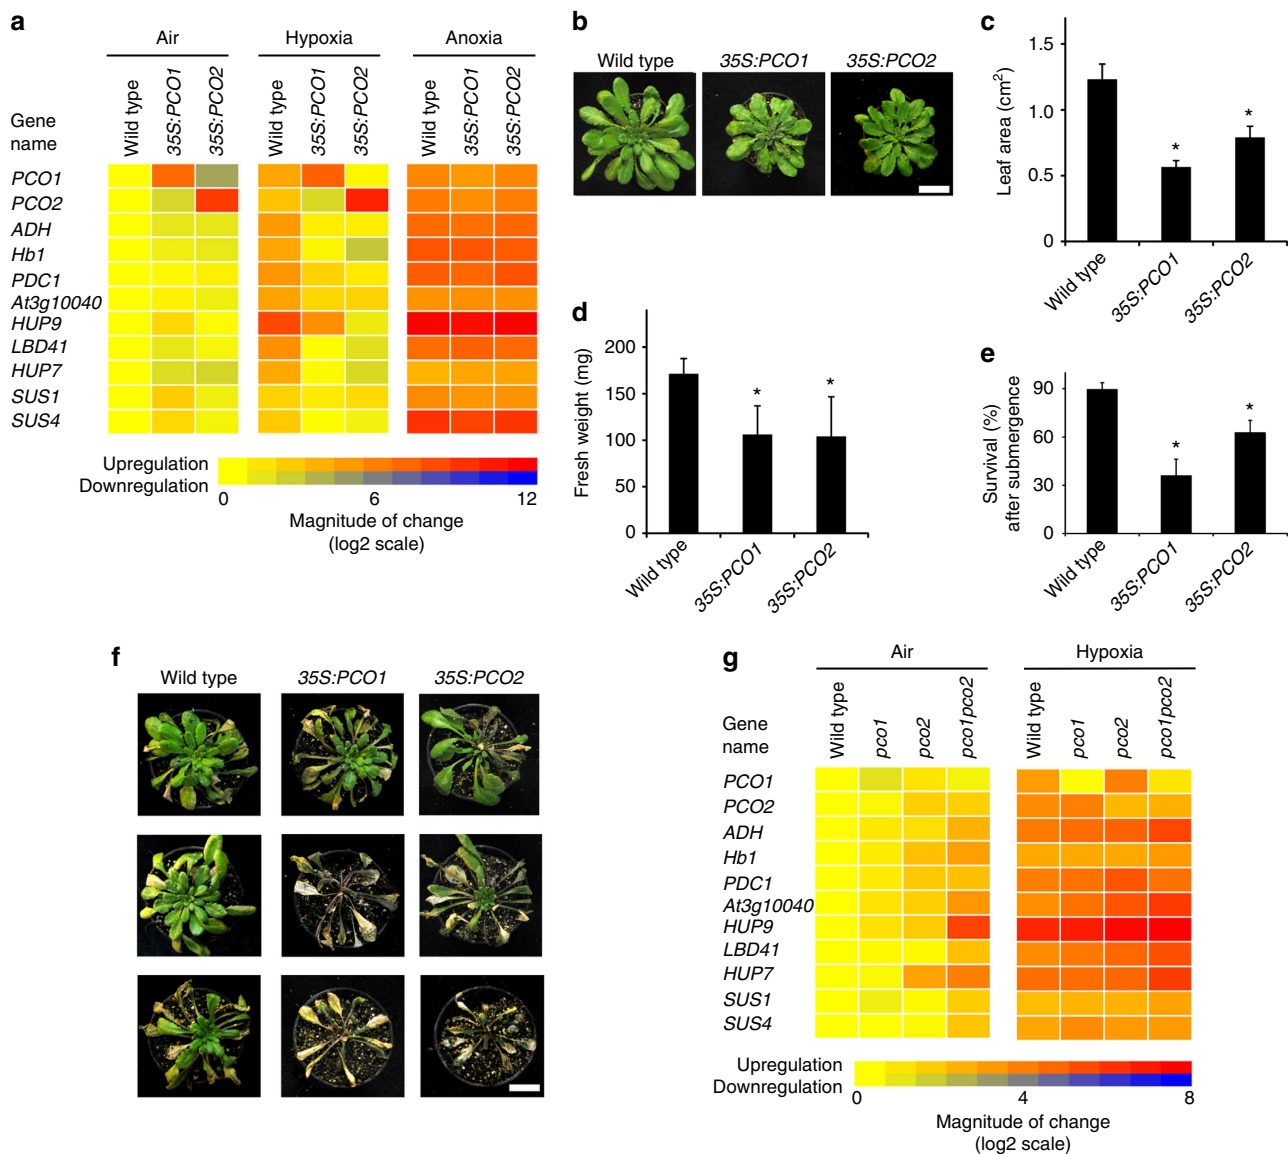 a
Air
Hypoxia
Anoxia
Gene
name
Wild type
35S:PCO1
35S:PCO2
Wild type
35S:PCO1
35S:PCO2
Wild type
35S:PCO1
35S:PCO2
PCO1
PCO2
ADH
Hb1
PDC1
At3g10040
HUP9
LBD41
HUP7
SUS1
SUS4
Upregulation
Downregulation
0
6
12
Magnitude of change
(log2 scale)
b
Wild type
35S:PCO1
35S:PCO2
c
Leaf area (cm2)
1.5
1.0
0.5
0
*
*
Wild type
35S:PCO1
35S:PCO2
d
Fresh weight (mg)
200
150
100
50
0
*
*
Wild type
35S:PCO1
35S:PCO2
e
Survival (%)
after submergence
90
60
30
0
*
*
Wild type
35S:PCO1
35S:PCO2
f
Wild type
35S:PCO1
35S:PCO2
g
Air
Hypoxia
Gene
name
Wild type
pco1
pco2
pco1pco2
Wild type
pco1
pco2
pco1pco2
PCO1
PCO2
ADH
Hb1
PDC1
At3g10040
HUP9
LBD41
HUP7
SUS1
SUS4
Upregulation
Downregulation
0
4
8
Magnitude of change
(log2 scale)